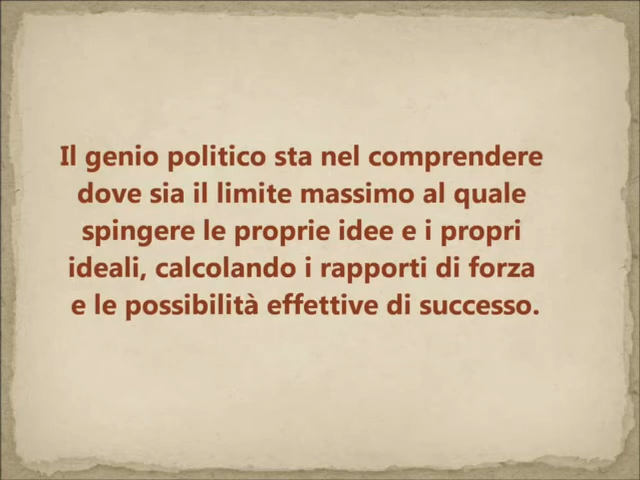 Il genio politico sta nel comprendere
dove sia il limite massimo al quale
spingere le proprie idee e i propri
ideali, calcolando i rapporti di forza
e le possibilità effettive di successo.